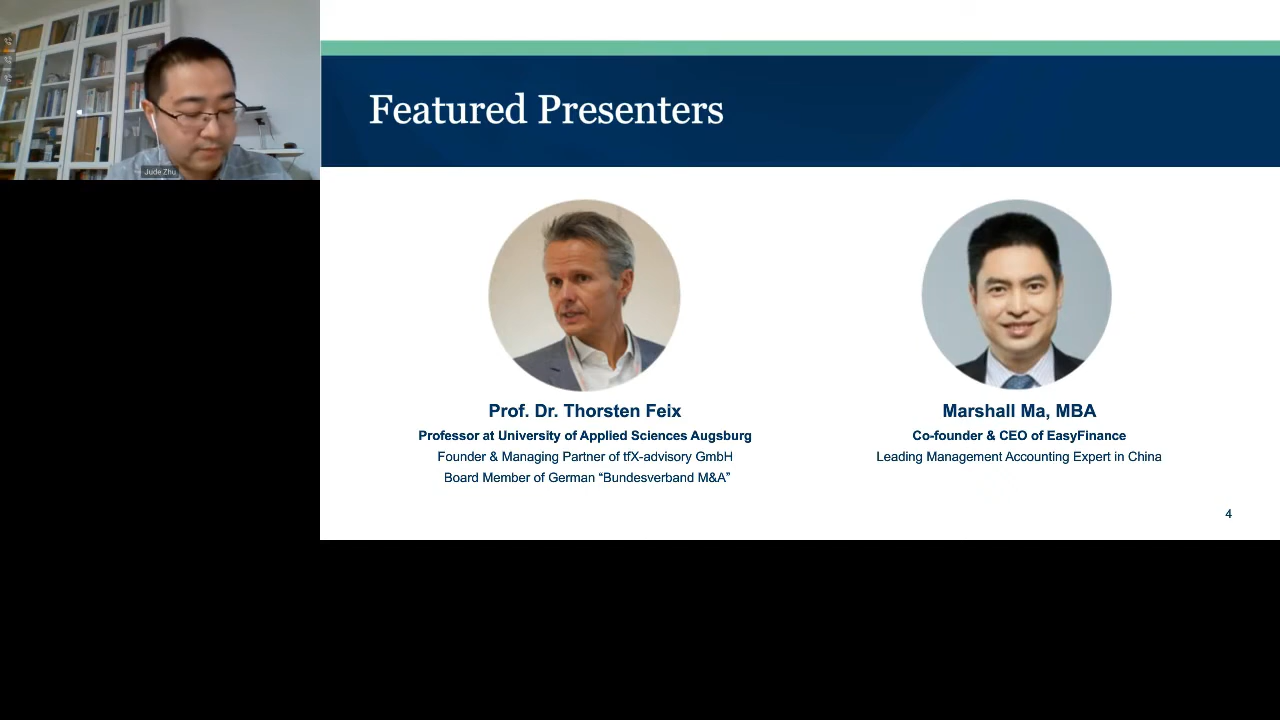 Jude Zhu
Featured Presenters
Prof. Dr. Thorsten Feix
Professor at University of Applied Sciences Augsburg
Founder & Managing Partner of tfX-advisory GmbH
Board Member of German “Bundesverband M&A”
Marshall Ma, MBA
Co-founder & CEO of EasyFinance
Leading Management Accounting Expert in China
4